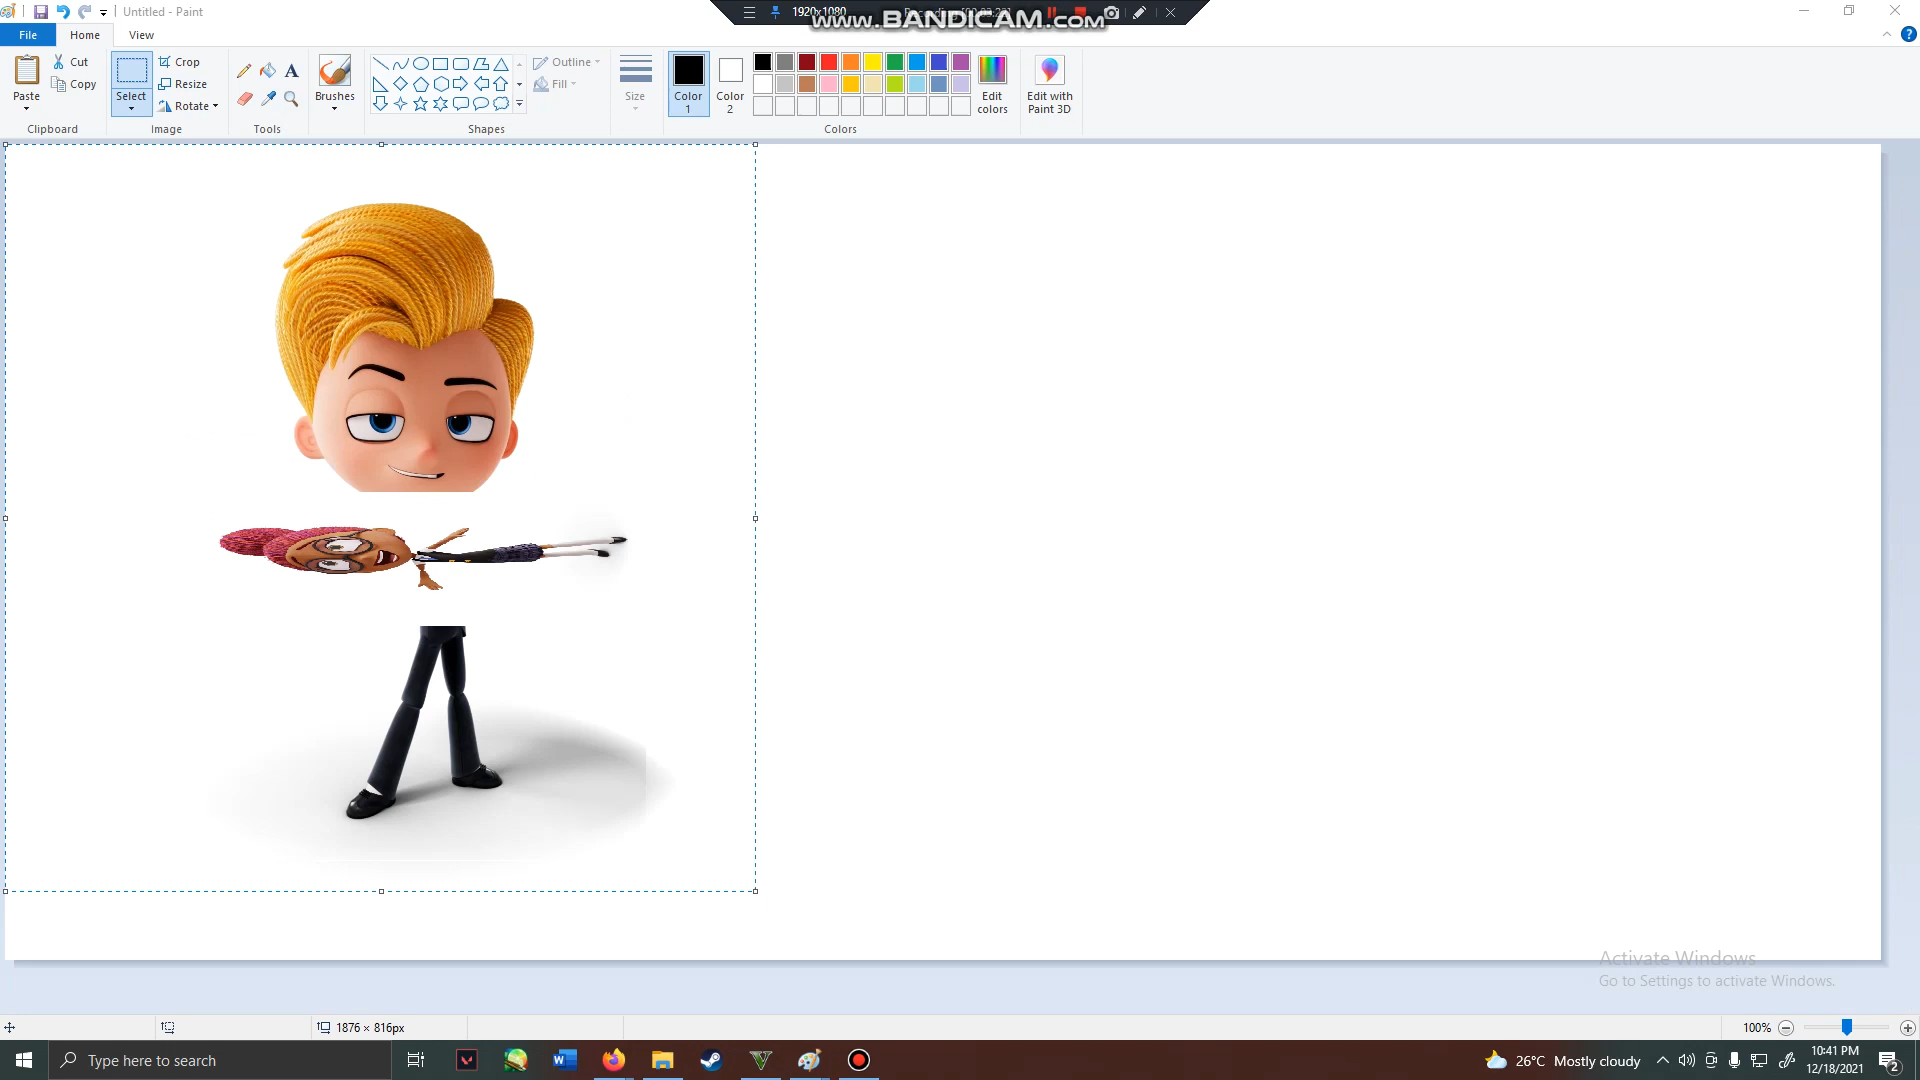 Untitled - Paint
1920x1080
www.BANDICAM.com
File
Home
View
Paste
Cut
Copy
Clipboard
Select
Crop
Resize
Rotate
Image
Tools
Brushes
Shapes
Outline
Fill
Size
Color 1
Color 2
Colors
Edit colors
Edit with Paint 3D
Activate Windows
Go to Settings to activate Windows.
1876 × 816px
100%
Type here to search
26°C Mostly cloudy
10:41 PM
12/18/2021
2